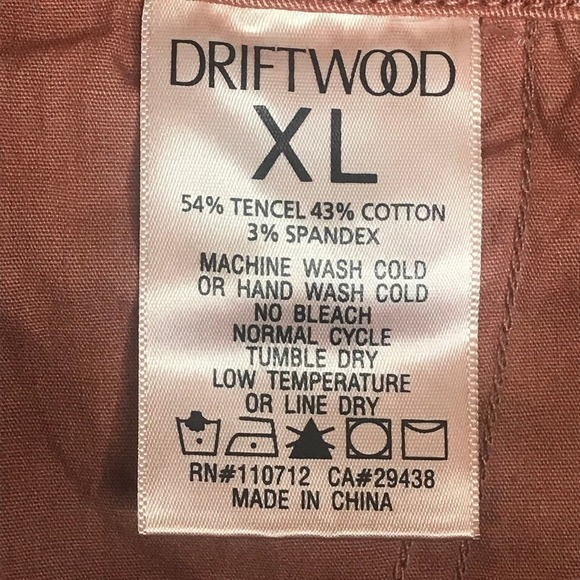 DRIFTWOOD
XL
54% TENCEL 43% COTTON
3% SPANDEX
MACHINE WASH COLD
OR HAND WASH COLD
NO BLEACH
NORMAL CYCLE
TUMBLE DRY
LOW TEMPERATURE
OR LINE DRY
RN#110712 CA#29438
MADE IN CHINA